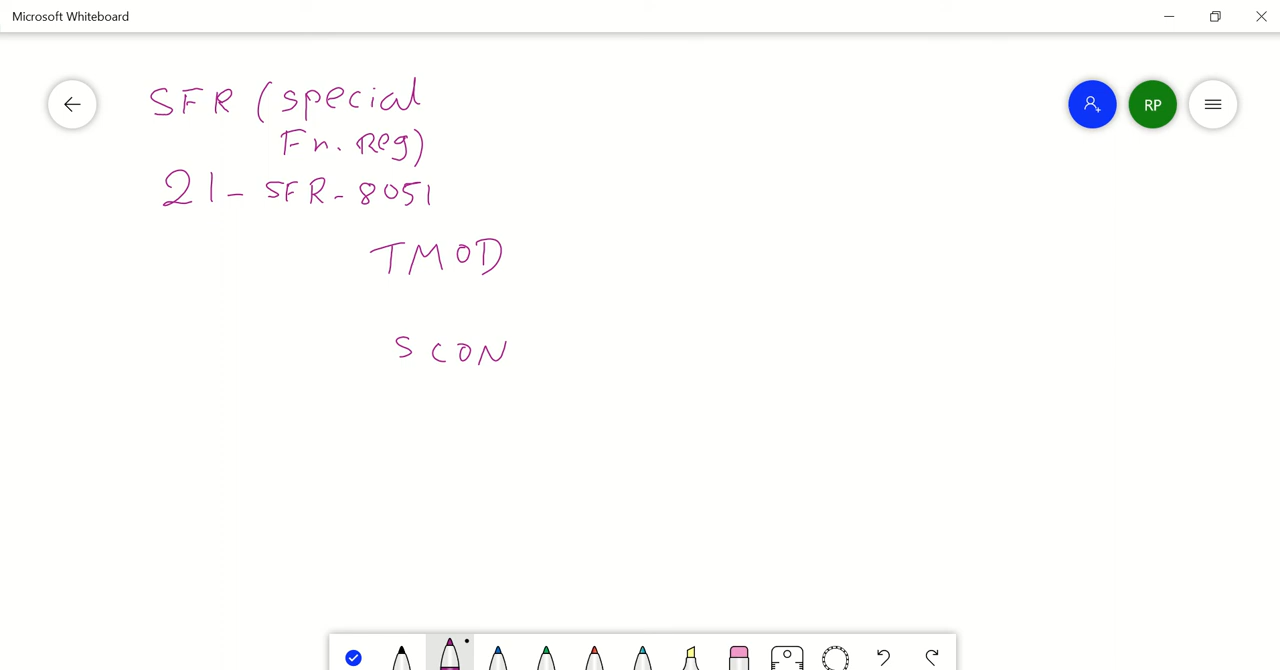 Microsoft Whiteboard
RP
SFR (special
Fn. Reg)
21 - SFR - 8051
TMOD
SCON